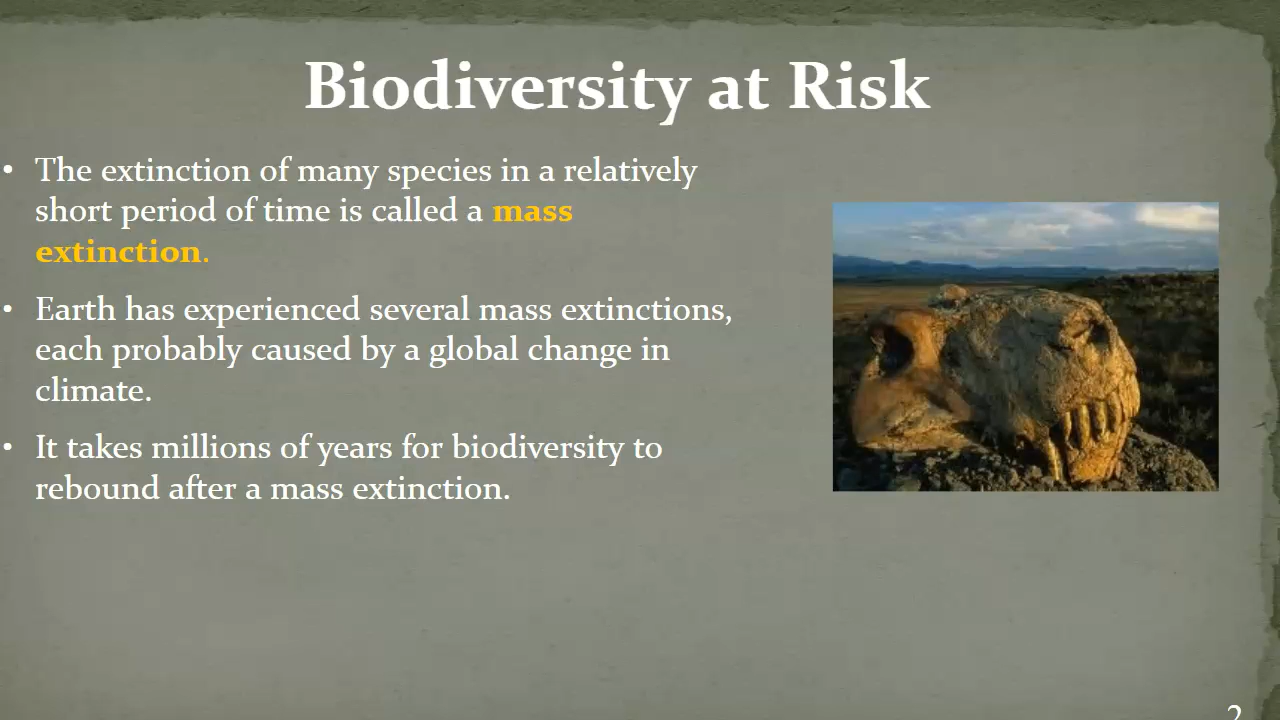 Biodiversity at Risk
• The extinction of many species in a relatively
short period of time is called a mass
extinction.
• Earth has experienced several mass extinctions,
each probably caused by a global change in
climate.
• It takes millions of years for biodiversity to
rebound after a mass extinction.
2